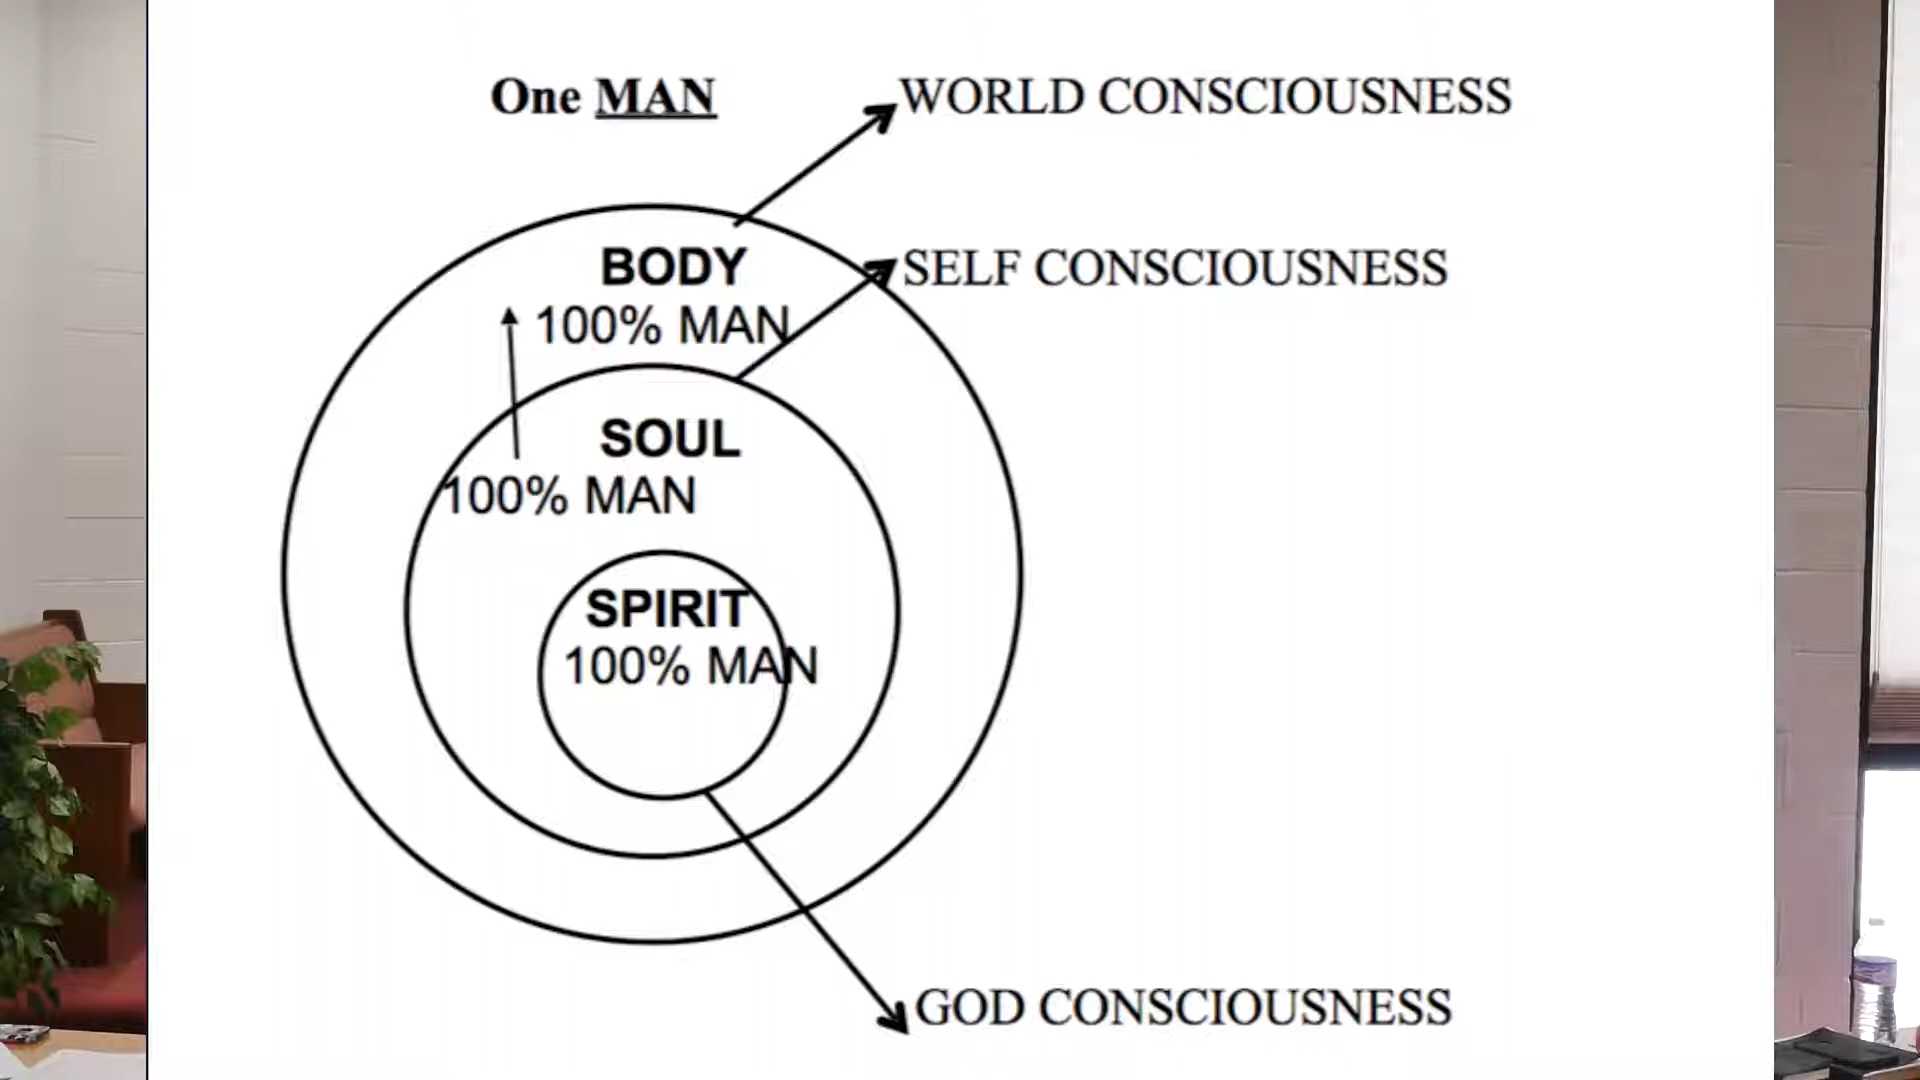 One MAN
WORLD CONSCIOUSNESS
BODY
100% MAN
SELF CONSCIOUSNESS
SOUL
100% MAN
SPIRIT
100% MAN
GOD CONSCIOUSNESS